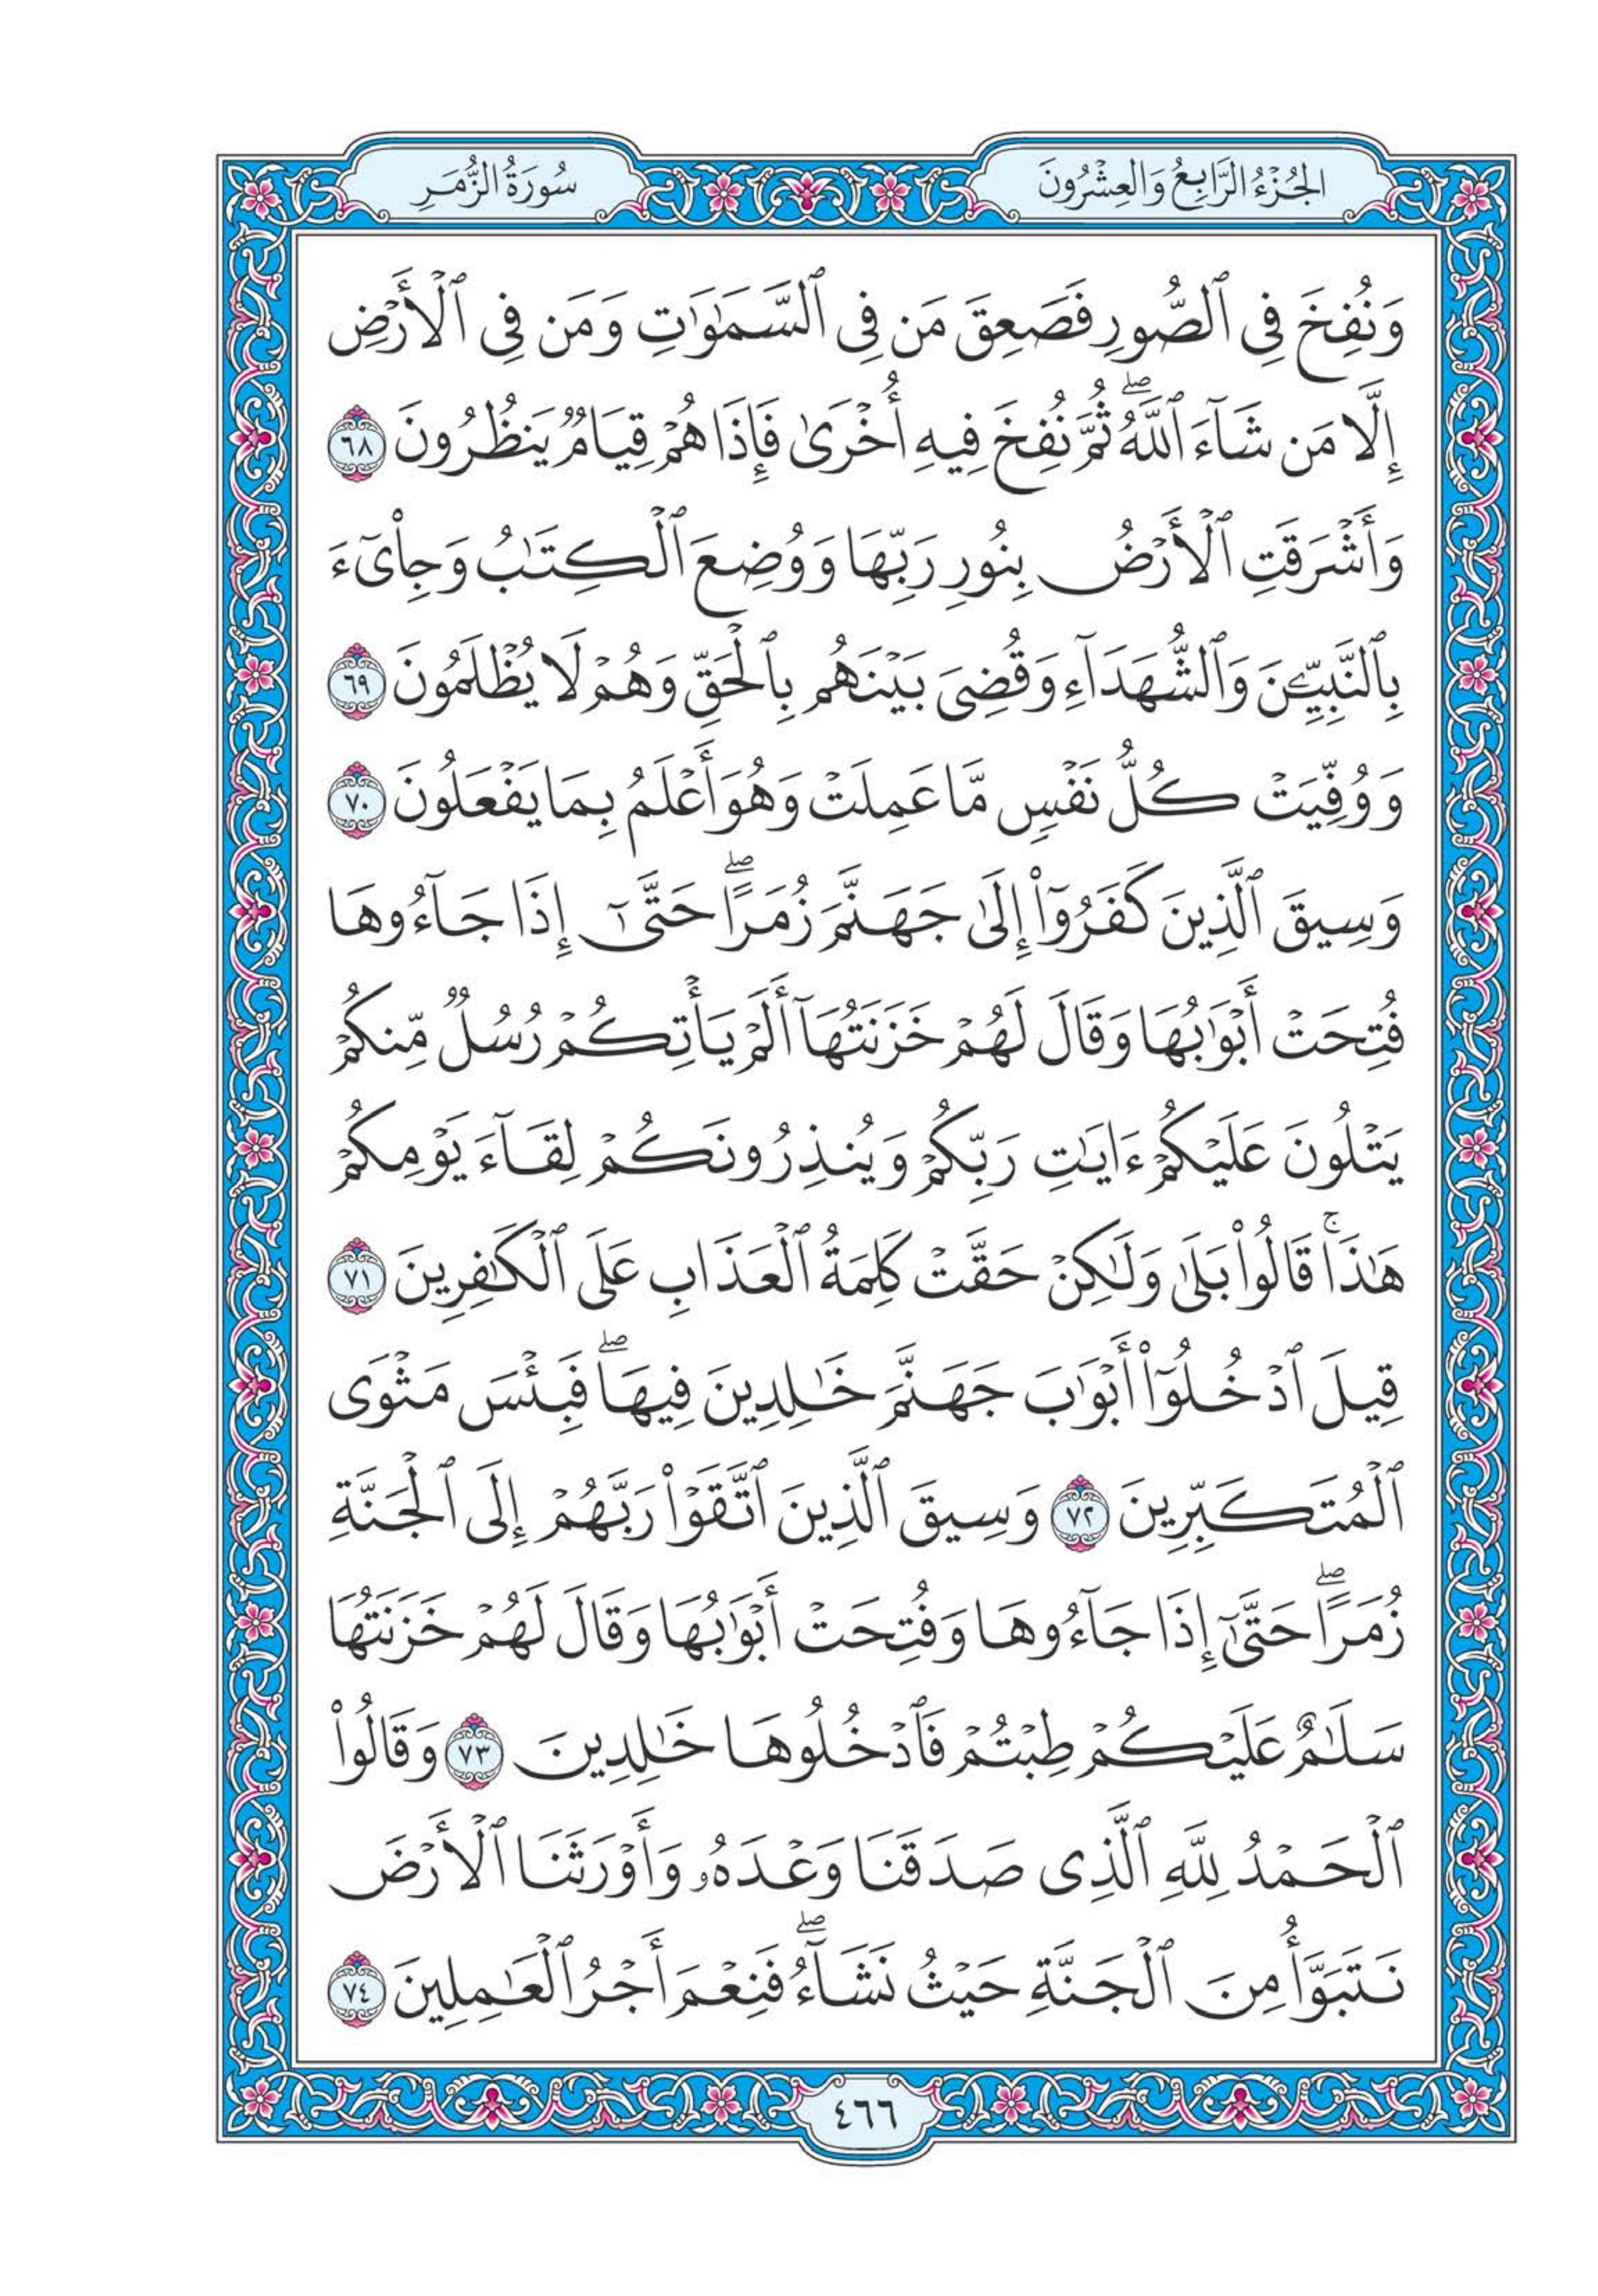 الجُزْءُ الرَّابِعُ وَالعِشْرُونَ
سُورَةُ الزُّمَرِ
وَنُفِخَ فِى ٱلصُّورِ فَصَعِقَ مَن فِى ٱلسَّمَٰوَٰتِ وَمَن فِى ٱلْأَرْضِ
إِلَّا مَن شَآءَ ٱللَّهُۖ ثُمَّ نُفِخَ فِيهِ أُخْرَىٰ فَإِذَا هُمْ قِيَامٌ يَنظُرُونَ ٦٨
وَأَشْرَقَتِ ٱلْأَرْضُ بِنُورِ رَبِّهَا وَوُضِعَ ٱلْكِتَٰبُ وَجِا۟ىٓءَ
بِٱلنَّبِيِّۦنَ وَٱلشُّهَدَآءِ وَقُضِىَ بَيْنَهُم بِٱلْحَقِّ وَهُمْ لَا يُظْلَمُونَ ٦٩
وَوُفِّيَتْ كُلُّ نَفْسٍ مَّا عَمِلَتْ وَهُوَ أَعْلَمُ بِمَا يَفْعَلُونَ ٧٠
وَسِيقَ ٱلَّذِينَ كَفَرُوٓا۟ إِلَىٰ جَهَنَّمَ زُمَرًاۖ حَتَّىٰٓ إِذَا جَآءُوهَا
فُتِحَتْ أَبْوَٰبُهَا وَقَالَ لَهُمْ خَزَنَتُهَآ أَلَمْ يَأْتِكُمْ رُسُلٌ مِّنكُمْ
يَتْلُونَ عَلَيْكُمْ ءَايَٰتِ رَبِّكُمْ وَيُنذِرُونَكُمْ لِقَآءَ يَوْمِكُمْ
هَٰذَاۚ قَالُوا۟ بَلَىٰ وَلَٰكِنْ حَقَّتْ كَلِمَةُ ٱلْعَذَابِ عَلَى ٱلْكَٰفِرِينَ ٧١
قِيلَ ٱدْخُلُوٓا۟ أَبْوَٰبَ جَهَنَّمَ خَٰلِدِينَ فِيهَاۖ فَبِئْسَ مَثْوَى
ٱلْمُتَكَبِّرِينَ ٧٢ وَسِيقَ ٱلَّذِينَ ٱتَّقَوْا۟ رَبَّهُمْ إِلَى ٱلْجَنَّةِ
زُمَرًاۖ حَتَّىٰٓ إِذَا جَآءُوهَا وَفُتِحَتْ أَبْوَٰبُهَا وَقَالَ لَهُمْ خَزَنَتُهَا
سَلَٰمٌ عَلَيْكُمْ طِبْتُمْ فَٱدْخُلُوهَا خَٰلِدِينَ ٧٣ وَقَالُوا۟
ٱلْحَمْدُ لِلَّهِ ٱلَّذِى صَدَقَنَا وَعْدَهُۥ وَأَوْرَثَنَا ٱلْأَرْضَ
نَتَبَوَّأُ مِنَ ٱلْجَنَّةِ حَيْثُ نَشَآءُۖ فَنِعْمَ أَجْرُ ٱلْعَٰمِلِينَ ٧٤
٤٦٦